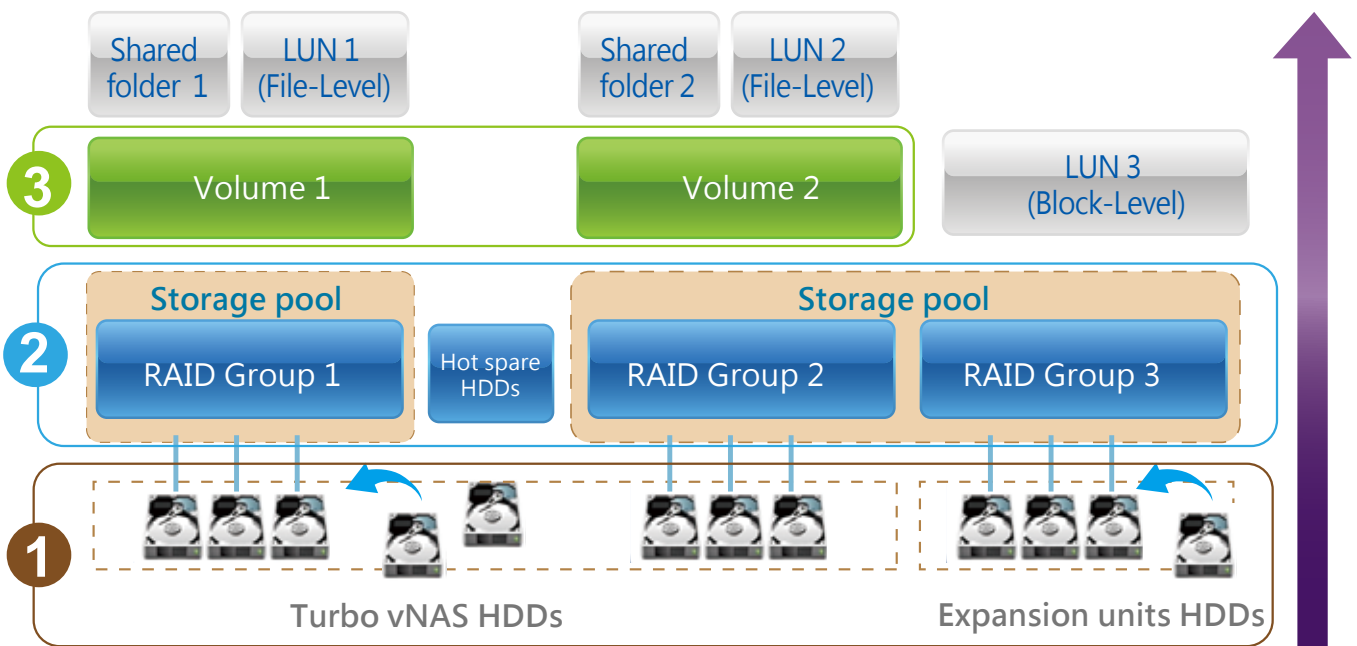 Shared
folder 1
LUN 1
(File-Level)
Shared
folder 2
LUN 2
(File-Level)
3
Volume 1
Volume 2
LUN 3
(Block-Level)
2
Storage pool
RAID Group 1
Hot spare
HDDs
Storage pool
RAID Group 2
RAID Group 3
1
Turbo vNAS HDDs
Expansion units HDDs